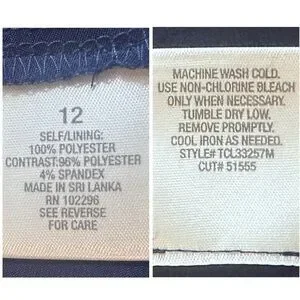 12
SELF/LINING:
100% POLYESTER
CONTRAST:96% POLYESTER
4% SPANDEX
MADE IN SRI LANKA
RN 102296
SEE REVERSE
FOR CARE
MACHINE WASH COLD.
USE NON-CHLORINE BLEACH
ONLY WHEN NECESSARY.
TUMBLE DRY LOW.
REMOVE PROMPTLY.
COOL IRON AS NEEDED.
STYLE# TCL33257M
CUT# 51555